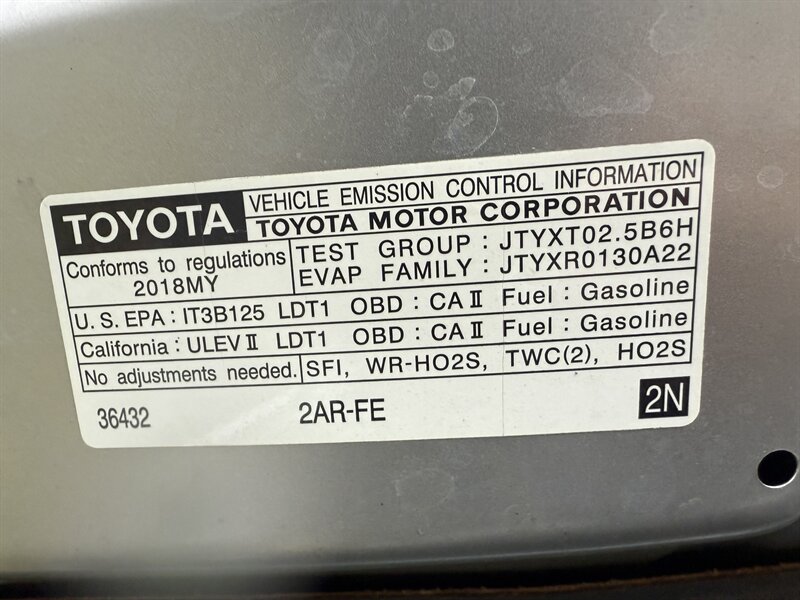 TOYOTA
VEHICLE EMISSION CONTROL INFORMATION
TOYOTA MOTOR CORPORATION
Conforms to regulations
2018MY
TEST GROUP : JTYXT02.5B6H
EVAP FAMILY : JTYXR0130A22
U. S. EPA : IT3B125 LDT1 OBD : CA II Fuel : Gasoline
California : ULEV II LDT1 OBD : CA II Fuel : Gasoline
No adjustments needed. SFI, WR-HO2S, TWC(2), HO2S
36432 2AR-FE 2N